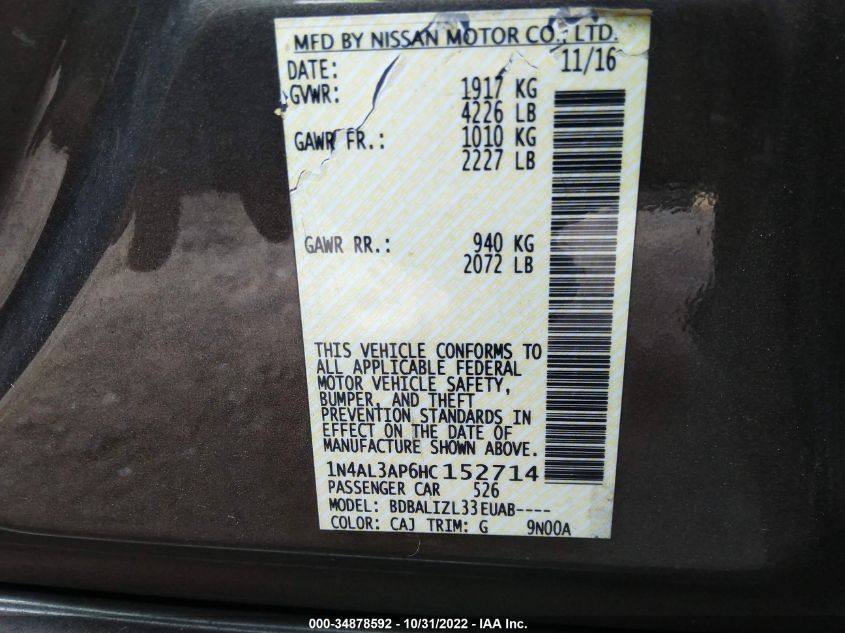 MFD BY NISSAN MOTOR CO., LTD.
DATE: 11/16
GVWR: 1917 KG
4226 LB
GAWR FR.: 1010 KG
2227 LB
GAWR RR.: 940 KG
2072 LB
THIS VEHICLE CONFORMS TO
ALL APPLICABLE FEDERAL
MOTOR VEHICLE SAFETY,
BUMPER, AND THEFT
PREVENTION STANDARDS IN
EFFECT ON THE DATE OF
MANUFACTURE SHOWN ABOVE.
1N4AL3AP6HC152714
PASSENGER CAR 526
MODEL: BDBALIZL33EUAB----
COLOR: CAJ TRIM: G 9N00A
000-34878592 - 10/31/2022 - IAA Inc.